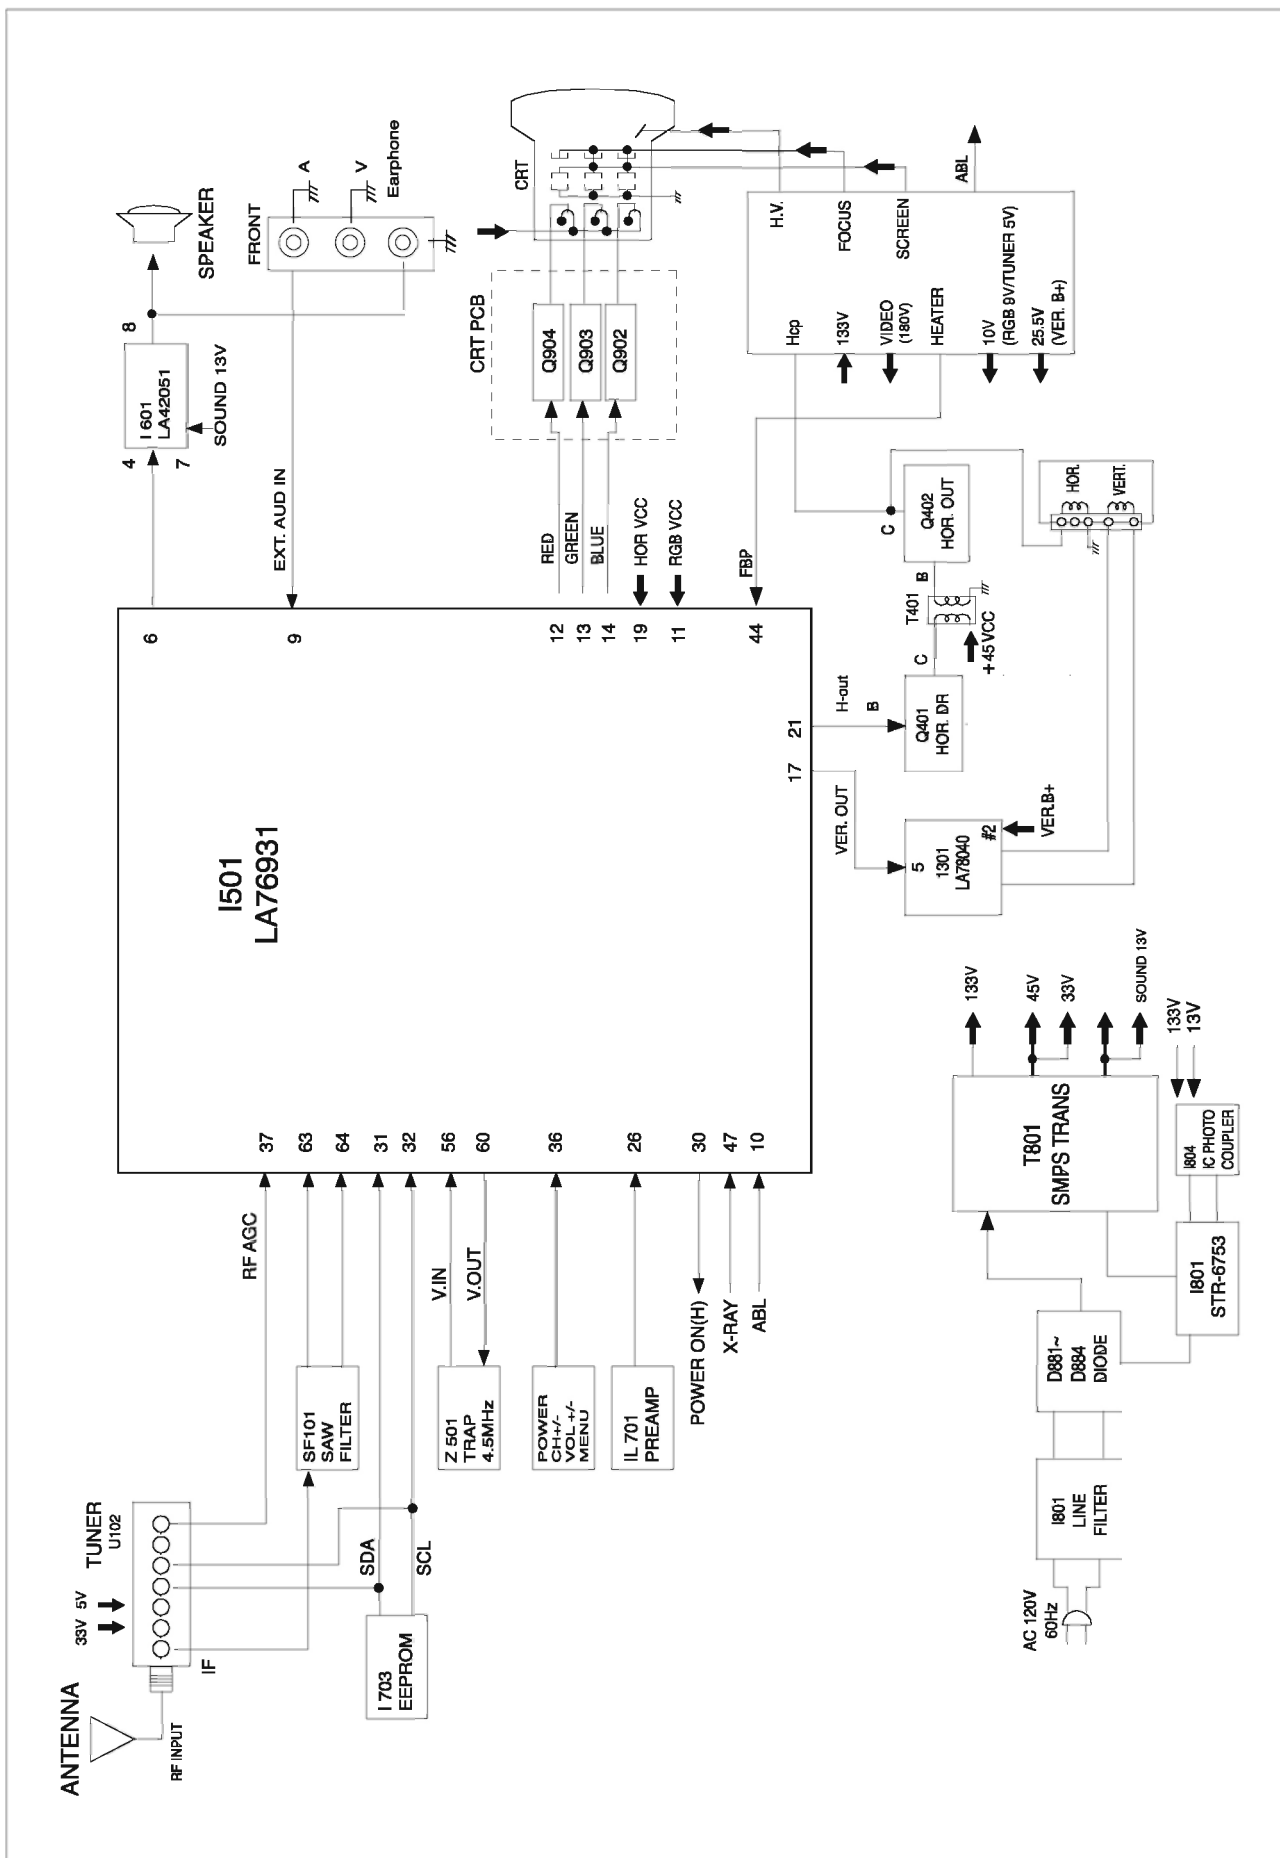 ANTENNA
RF INPUT
33V 5V
TUNER
U102
IF
I 703
EEPROM
SDA
SCL
RF AGC
SF101
SAW
FILTER
V.IN
V.OUT
Z 501
TRAP
4.5MHz
POWER
CH+/-
VOL +/-
MENU
IL 701
PREAMP
POWER ON(H)
X-RAY
ABL
37
63
64
31
32
56
60
36
26
30
47
10
I501
LA76931
6
9
12
13
14
19
11
44
21
17
4
7
8
I 601
LA42051
SOUND 13V
SPEAKER
EXT. AUD IN
FRONT
A
V
Earphone
RED
GREEN
BLUE
HOR VCC
RGB VCC
FBP
CRT PCB
Q904
Q903
Q902
CRT
H.V.
FOCUS
SCREEN
ABL
Hcp
133V
VIDEO
(180V)
HEATER
10V
(RGB 9V/TUNER 5V)
25.5V
(VER. B+)
H-out
B
Q401
HOR. DR
C
T401
+45 VCC
B
Q402
HOR. OUT
C
HOR.
VERT.
VER. OUT
5
1301
LA78040
#2
VER.B+
AC 120V
60Hz
I801
LINE
FILTER
D881~
D884
DIODE
I801
STR-6753
I804
IC PHOTO
COUPLER
133V
13V
T801
SMPS TRANS
133V
45V
33V
SOUND 13V